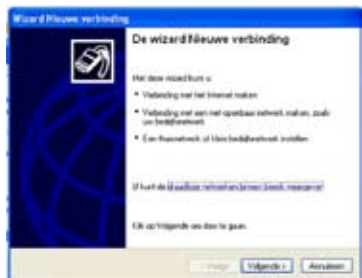 Wizard Nieuwe verbinding
De wizard Nieuwe verbinding
Met deze wizard kunt u:
• Verbinding met het Internet maken
• Verbinding met een niet-openbaar netwerk maken, zoals
uw bedrijfsnetwerk
• Een thuisnetwerk of klein bedrijfsnetwerk instellen
U kunt de
Klik op Volgende om door te gaan.
< Vorige Volgende > Annuleren